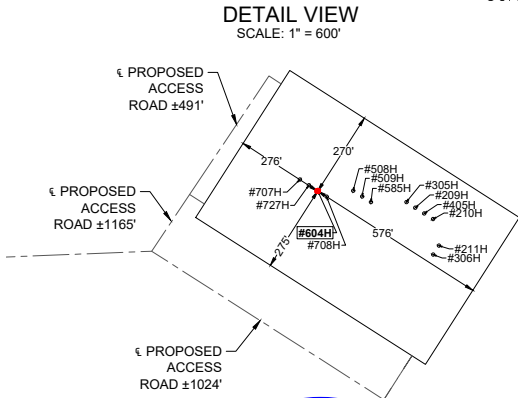 DETAIL VIEW
SCALE: 1" = 600'
℄ PROPOSED
ACCESS
ROAD ±491'
270'
276'
#508H
#509H
#585H
#707H
#727H
#305H
#209H
#405H
#210H
℄ PROPOSED
ACCESS
ROAD ±1165'
#604H
#708H
576'
275'
#211H
#306H
℄ PROPOSED
ACCESS
ROAD ±1024'